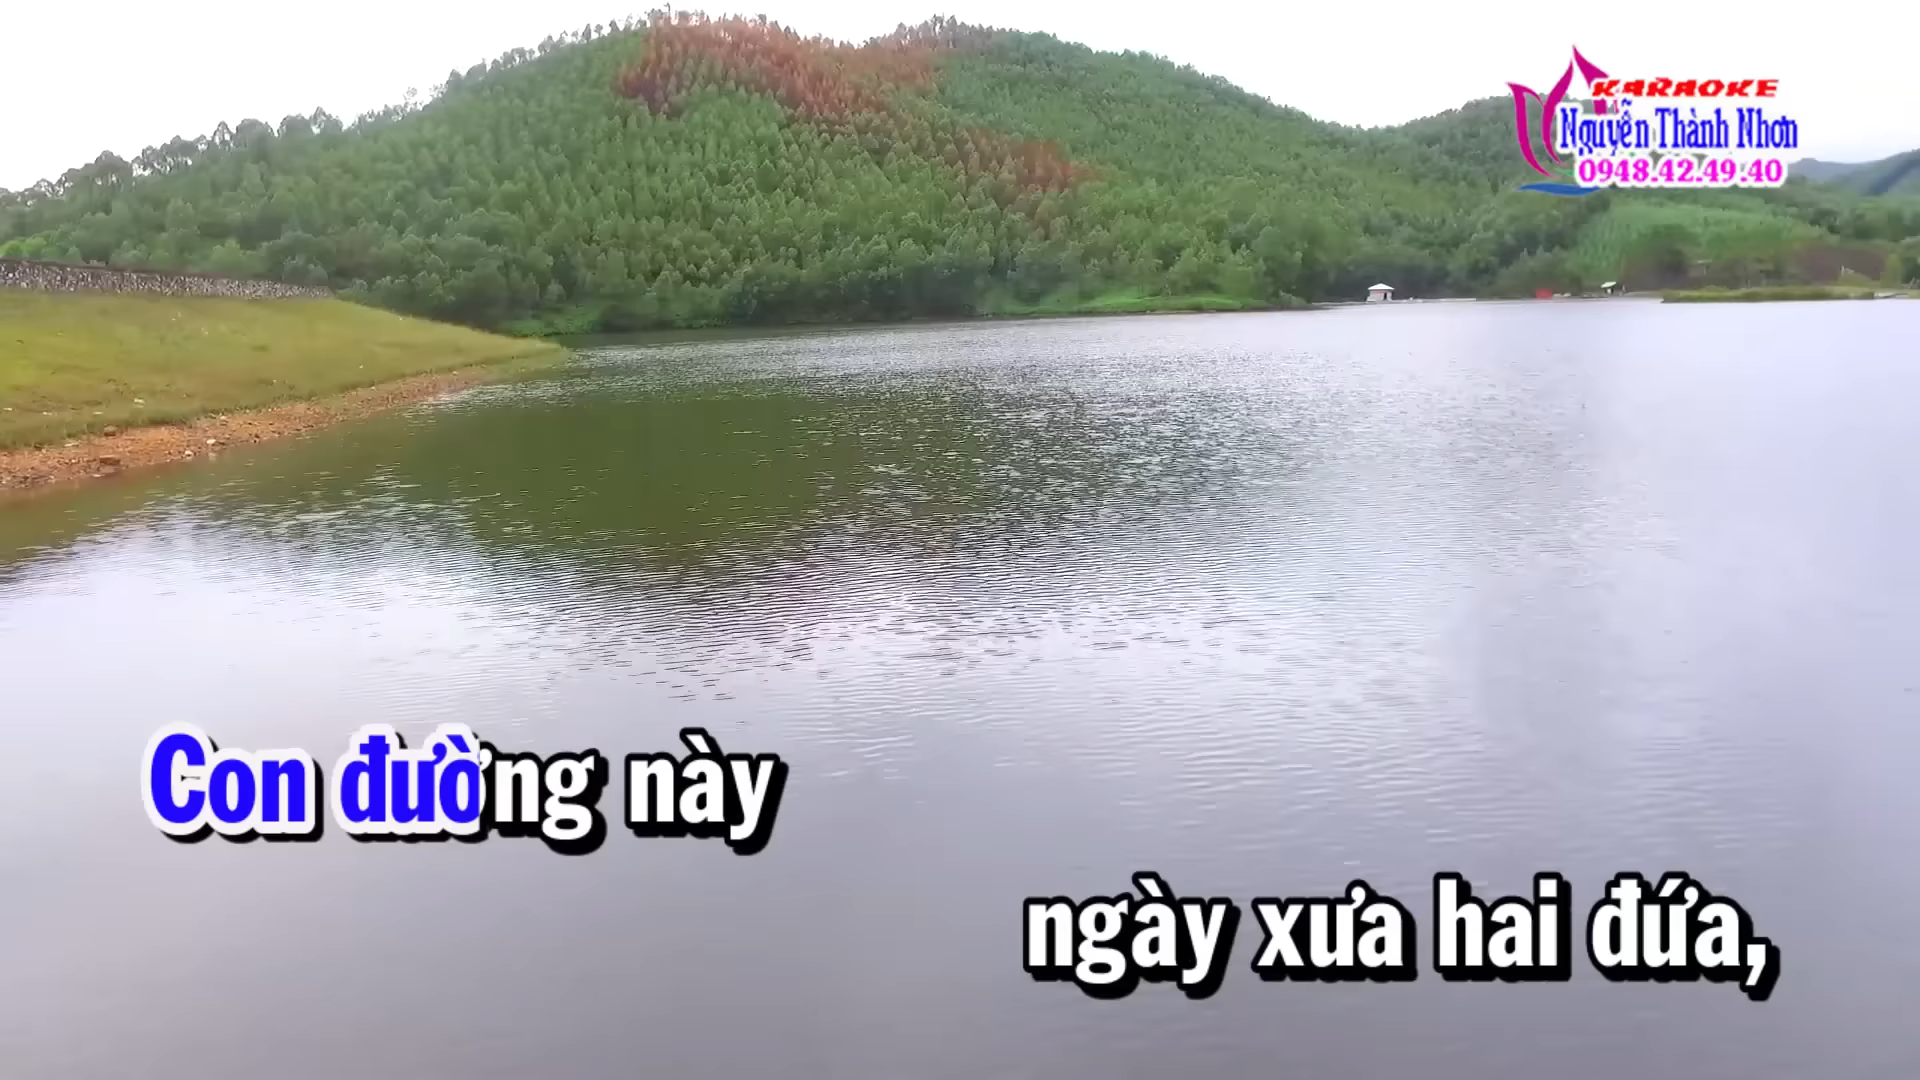 KARAOKE
Nguyễn Thành Nhơn
0948.42.49.40
Con đường này
ngày xưa hai đứa,